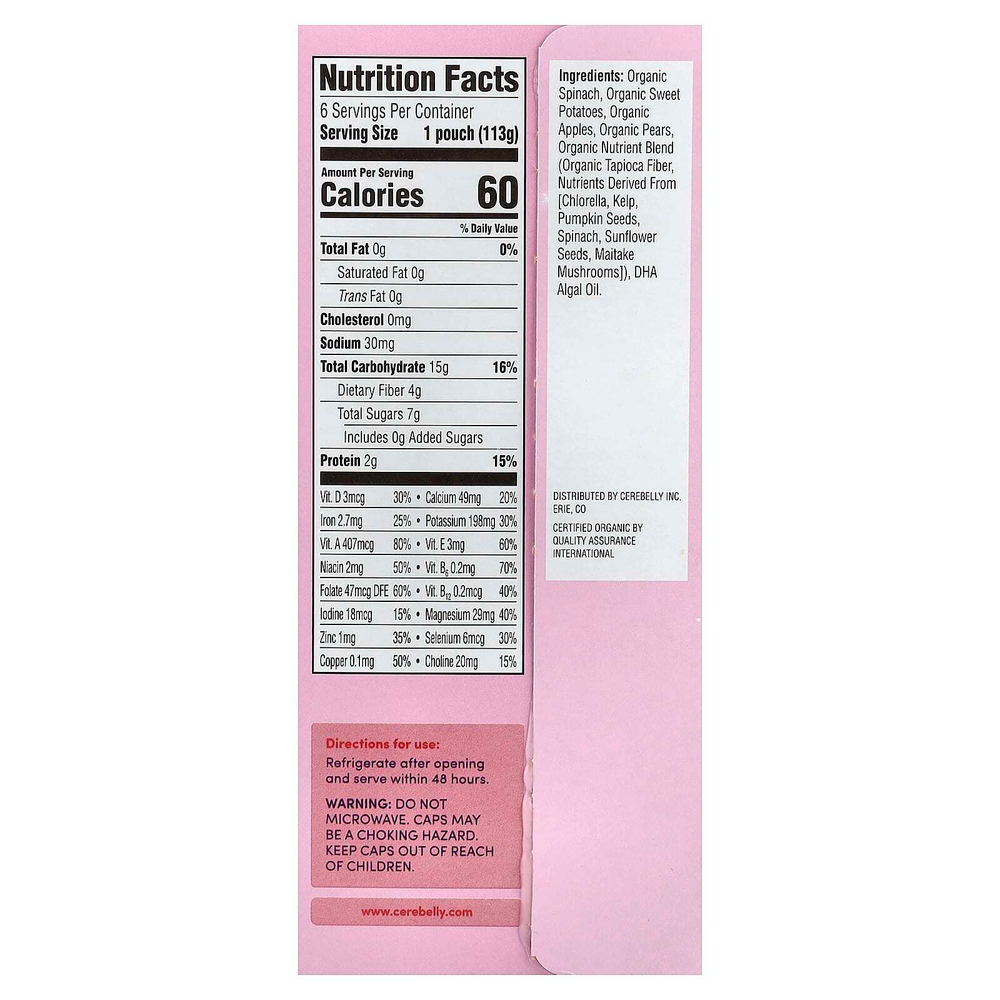 Nutrition Facts
6 Servings Per Container
Serving Size 1 pouch (113g)
Amount Per Serving
Calories 60
% Daily Value
Total Fat 0g 0%
Saturated Fat 0g
Trans Fat 0g
Cholesterol 0mg
Sodium 30mg
Total Carbohydrate 15g 16%
Dietary Fiber 4g
Total Sugars 7g
Includes 0g Added Sugars
Protein 2g 15%
Vit. D 3mcg 30% • Calcium 49mg 20%
Iron 2.7mg 25% • Potassium 198mg 30%
Vit. A 407mcg 80% • Vit. E 3mg 60%
Niacin 2mg 50% • Vit. B6 0.2mg 70%
Folate 47mcg DFE 60% • Vit. B12 0.2mcg 40%
Iodine 18mcg 15% • Magnesium 29mg 40%
Zinc 1mg 35% • Selenium 6mcg 30%
Copper 0.1mg 50% • Choline 20mg 15%
Directions for use:
Refrigerate after opening
and serve within 48 hours.
WARNING: DO NOT
MICROWAVE. CAPS MAY
BE A CHOKING HAZARD.
KEEP CAPS OUT OF REACH
OF CHILDREN.
www.cerebelly.com
Ingredients: Organic
Spinach, Organic Sweet
Potatoes, Organic
Apples, Organic Pears,
Organic Nutrient Blend
(Organic Tapioca Fiber,
Nutrients Derived From
[Chlorella, Kelp,
Pumpkin Seeds,
Spinach, Sunflower
Seeds, Maitake
Mushrooms]), DHA
Algal Oil.
DISTRIBUTED BY CEREBELLY INC.
ERIE, CO
CERTIFIED ORGANIC BY
QUALITY ASSURANCE
INTERNATIONAL